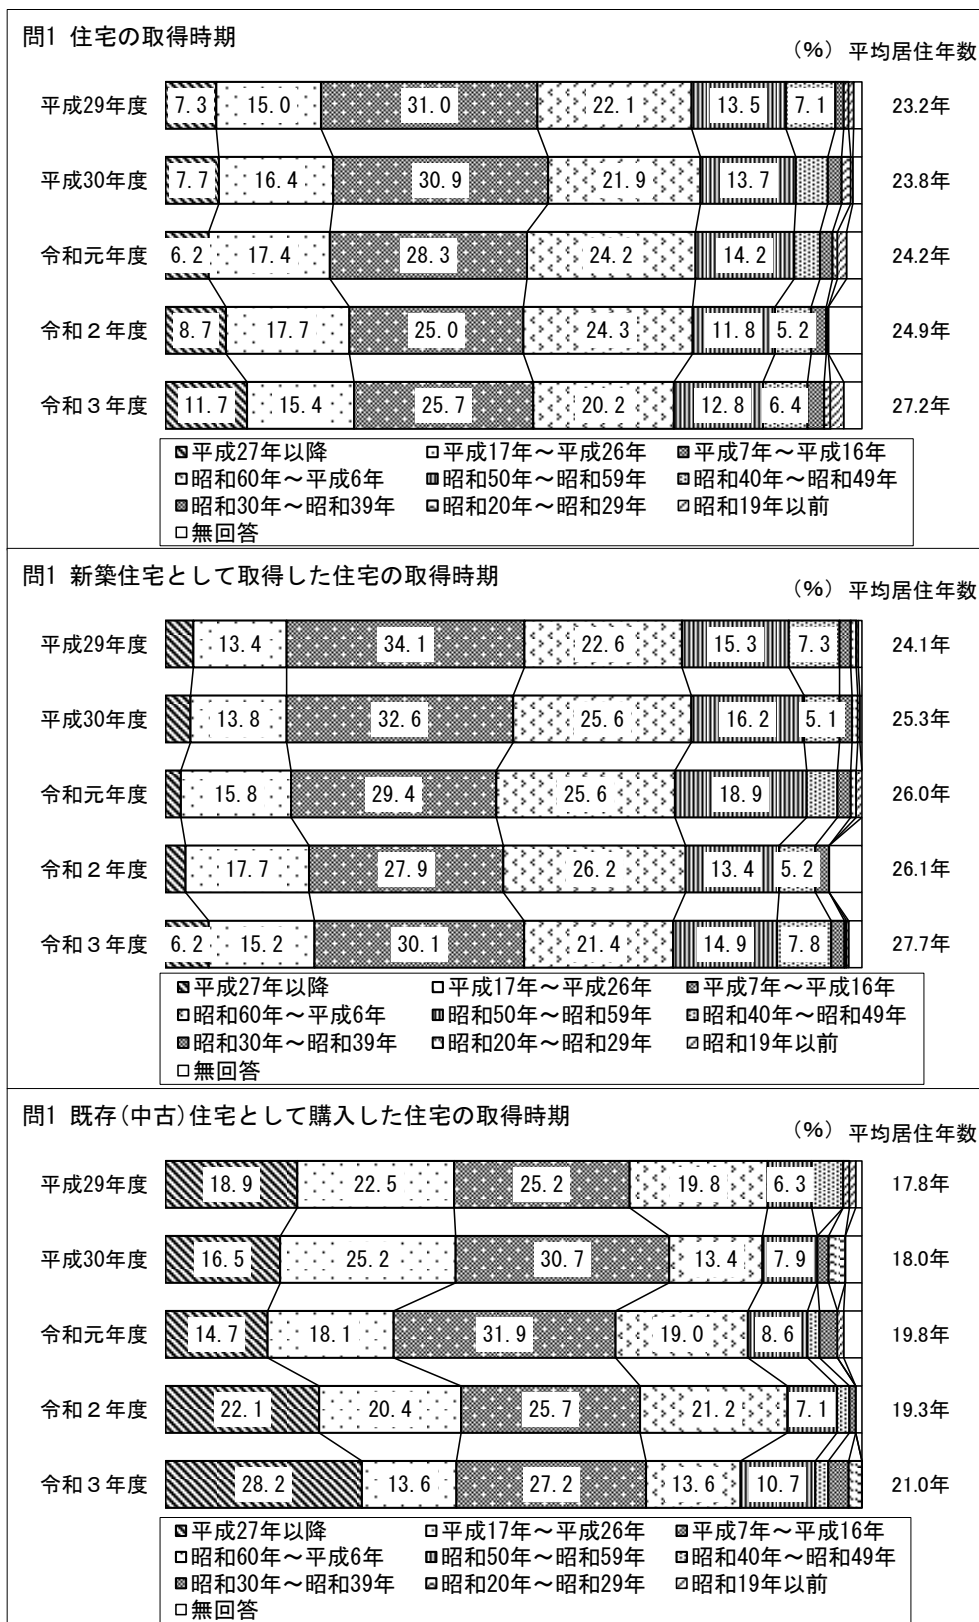 問1 住宅の取得時期
（%）平均居住年数
平成29年度 7.3 15.0 31.0 22.1 13.5 7.1 23.2年
平成30年度 7.7 16.4 30.9 21.9 13.7 23.8年
令和元年度 6.2 17.4 28.3 24.2 14.2 24.2年
令和２年度 8.7 17.7 25.0 24.3 11.8 5.2 24.9年
令和３年度 11.7 15.4 25.7 20.2 12.8 6.4 27.2年
平成27年以降 平成17年～平成26年 平成7年～平成16年
昭和60年～平成6年 昭和50年～昭和59年 昭和40年～昭和49年
昭和30年～昭和39年 昭和20年～昭和29年 昭和19年以前
無回答
問1 新築住宅として取得した住宅の取得時期
（%）平均居住年数
平成29年度 13.4 34.1 22.6 15.3 7.3 24.1年
平成30年度 13.8 32.6 25.6 16.2 5.1 25.3年
令和元年度 15.8 29.4 25.6 18.9 26.0年
令和２年度 17.7 27.9 26.2 13.4 5.2 26.1年
令和３年度 6.2 15.2 30.1 21.4 14.9 7.8 27.7年
平成27年以降 平成17年～平成26年 平成7年～平成16年
昭和60年～平成6年 昭和50年～昭和59年 昭和40年～昭和49年
昭和30年～昭和39年 昭和20年～昭和29年 昭和19年以前
無回答
問1 既存(中古)住宅として購入した住宅の取得時期
（%）平均居住年数
平成29年度 18.9 22.5 25.2 19.8 6.3 17.8年
平成30年度 16.5 25.2 30.7 13.4 7.9 18.0年
令和元年度 14.7 18.1 31.9 19.0 8.6 19.8年
令和２年度 22.1 20.4 25.7 21.2 7.1 19.3年
令和３年度 28.2 13.6 27.2 13.6 10.7 21.0年
平成27年以降 平成17年～平成26年 平成7年～平成16年
昭和60年～平成6年 昭和50年～昭和59年 昭和40年～昭和49年
昭和30年～昭和39年 昭和20年～昭和29年 昭和19年以前
無回答